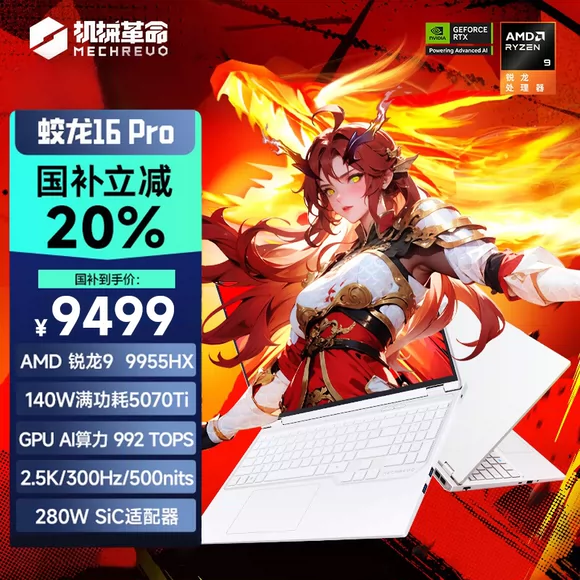 机械革命
MECHREVO
NVIDIA
GEFORCE
RTX
Powering Advanced AI
AMD
RYZEN
9
锐龙
处理器
蛟龙16 Pro
国补立减
20%
国补到手价:
¥9499
AMD 锐龙9 9955HX
140W满功耗5070Ti
GPU AI算力 992 TOPS
2.5K/300Hz/500nits
280W SiC适配器